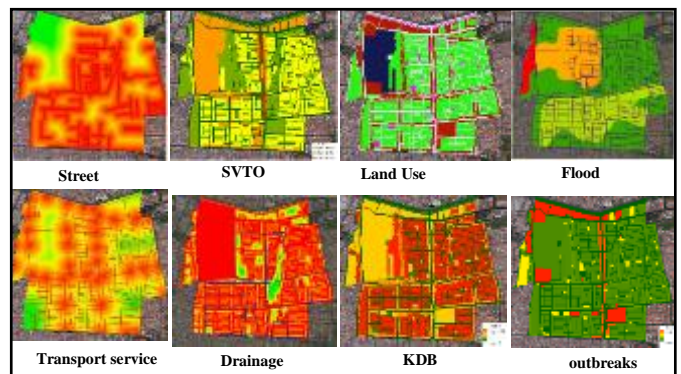 Street
SVTO
Land Use
Flood
Transport service
Drainage
KDB
outbreaks